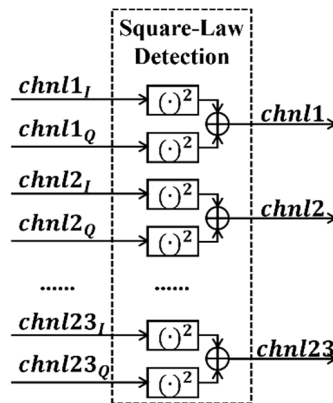 Square-Law
Detection
chnl1_I (·)²
chnl1
chnl1_Q (·)²
chnl2_I (·)²
chnl2
chnl2_Q (·)²
...... ......
chnl23_I (·)²
chnl23
chnl23_Q (·)²